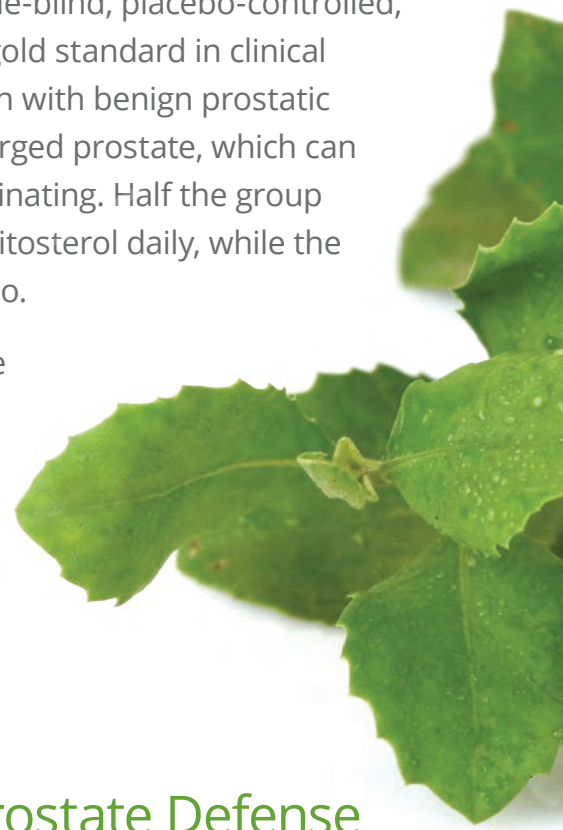 le-blind, placebo-controlled,
gold standard in clinical
n with benign prostatic
rged prostate, which can
inating. Half the group
itosterol daily, while the
o.
e
rostate Defense